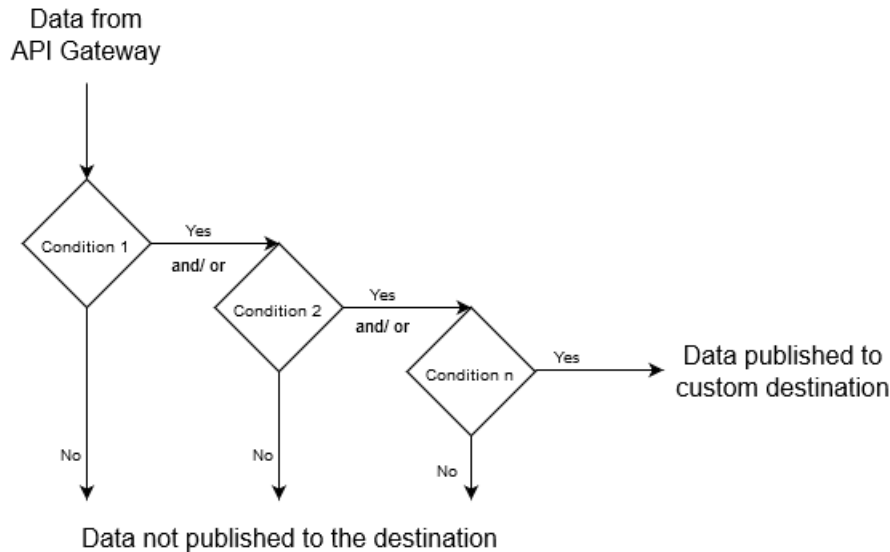 Data from
API Gateway
Condition 1
Yes
and/ or
Condition 2
Yes
and/ or
Condition n
Yes
Data published to
custom destination
No
No
No
Data not published to the destination